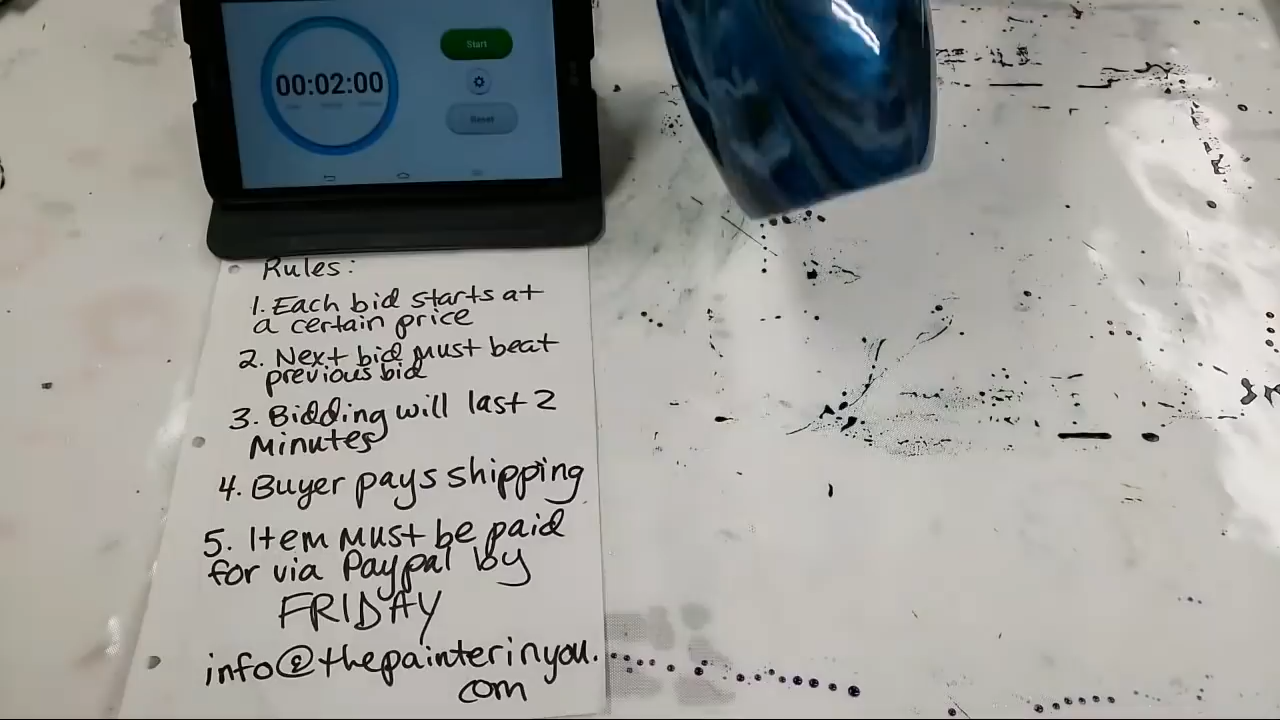 00:02:00
Start
Reset
Rules:
1. Each bid starts at
a certain price
2. Next bid must beat
previous bid
3. Bidding will last 2
Minutes
4. Buyer pays shipping
5. Item must be paid
for via Paypal by
FRIDAY
info@thepainterinyou.
com